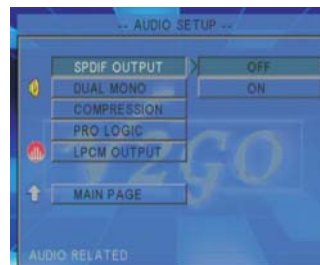 -- AUDIO SETUP --
SPDIF OUTPUT OFF
DUAL MONO ON
COMPRESSION
PRO LOGIC
LPCM OUTPUT
MAIN PAGE
AUDIO RELATED